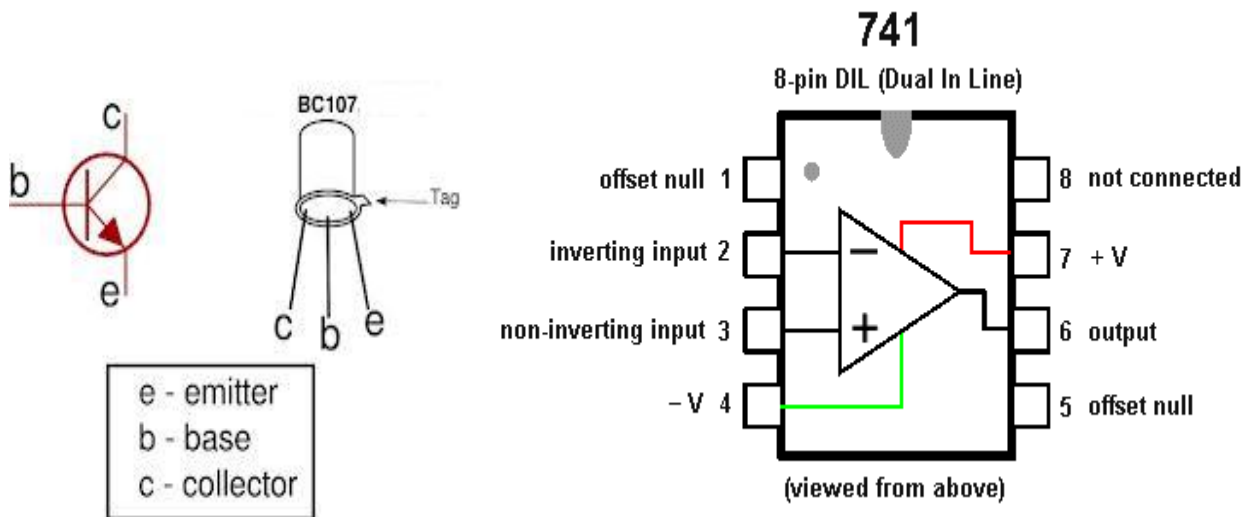 c
b
e
BC107
Tag
c b e
e - emitter
b - base
c - collector
741
8-pin DIL (Dual In Line)
offset null 1
inverting input 2
non-inverting input 3
– V 4
8 not connected
7 + V
6 output
5 offset null
−
+
(viewed from above)